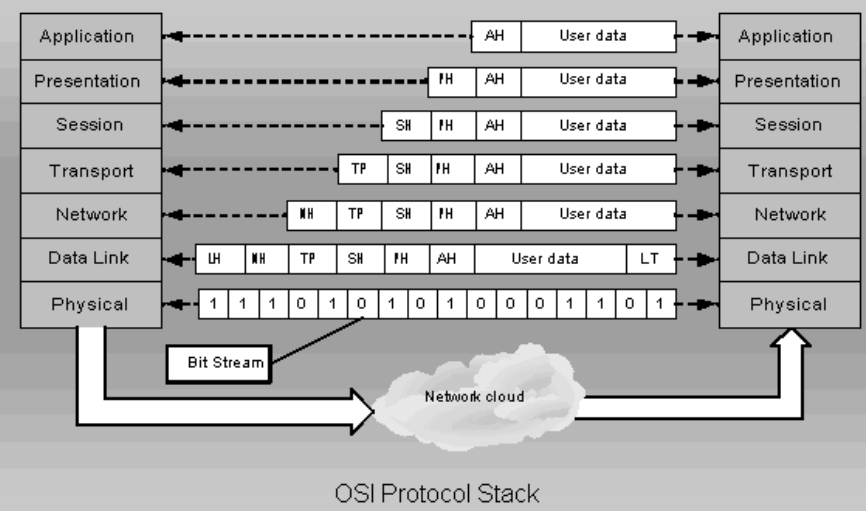 Application AH User data Application
Presentation PH AH User data Presentation
Session SH PH AH User data Session
Transport TP SH PH AH User data Transport
Network NH TP SH PH AH User data Network
Data Link LH NH TP SH PH AH User data LT Data Link
Physical 1 1 1 0 1 0 1 0 1 0 0 0 1 1 0 1 Physical
Bit Stream
Network cloud
OSI Protocol Stack